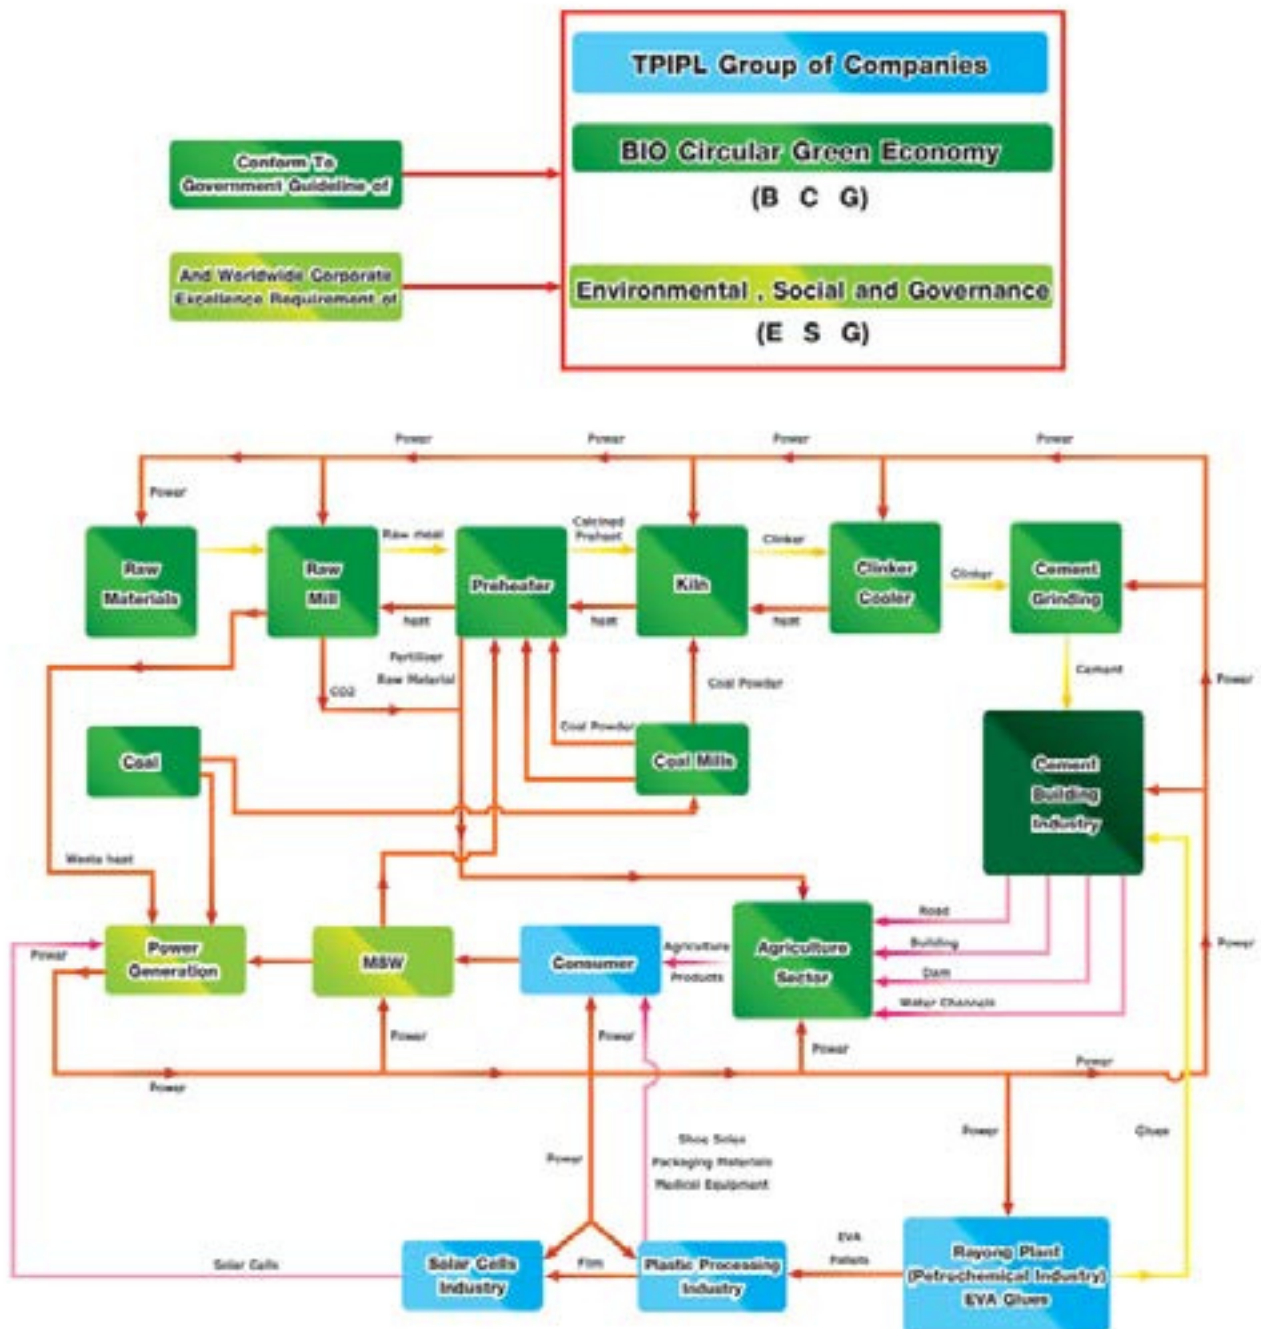 TPIPL Group of Companies
BIO Circular Green Economy
(B C G)
Conform To
Government Guideline of
And Worldwide Corporate
Excellence Requirement of
Environmental , Social and Governance
(E S G)
Power
Power
Power
Power
Power
Raw meal
Calcined
Preheat
Clinker
Clinker
Raw
Materials
Raw
Mill
Preheater
Kiln
Clinker
Cooler
Cement
Grinding
heat
heat
heat
Cement
Fertilizer
Raw Material
CO2
Coal Powder
Coal Powder
Power
Coal
Coal Mills
Cement
Building
Industry
Waste heat
Road
Building
Dam
Water Channels
Power
Power
Power
Generation
MSW
Consumer
Agriculture
Products
Agriculture
Sector
Power
Power
Power
Power
Power
Power
Power
Glues
Shoe Soles
Packaging Materials
Medical Equipment
EVA
Pallets
Solar Cells
Solar Cells
Industry
Film
Plastic Processing
Industry
Rayong Plant
(Petrochemical Industry)
EVA Glues